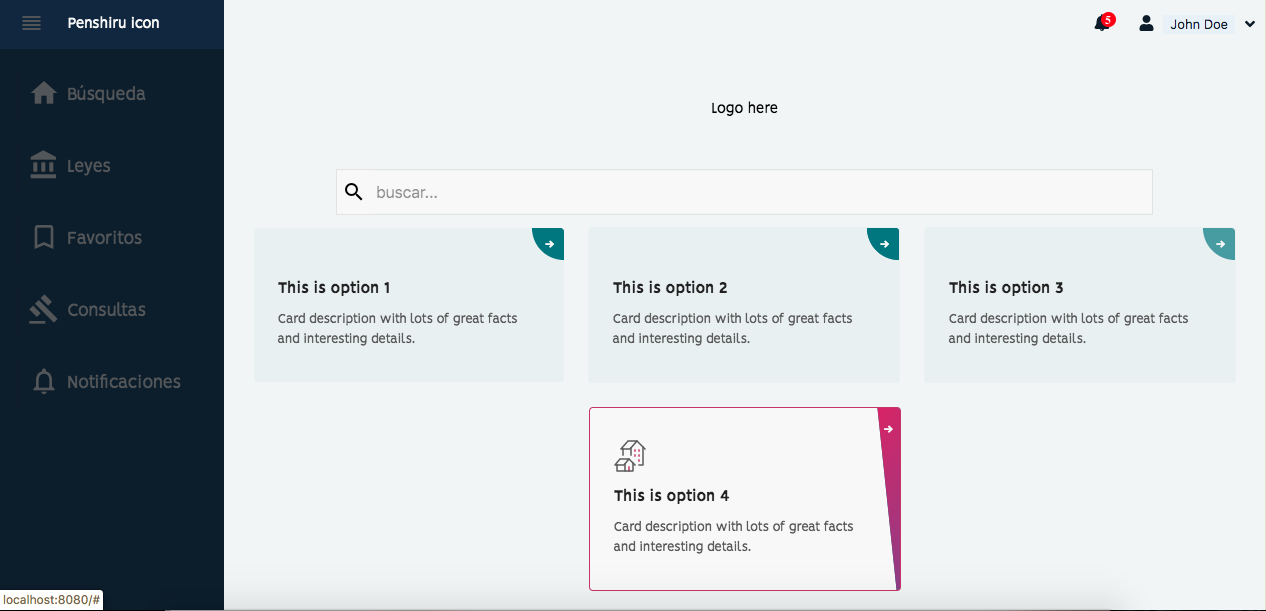 Penshiru icon
5
John Doe
Búsqueda
Leyes
Favoritos
Consultas
Notificaciones
Logo here
buscar...
This is option 1
Card description with lots of great facts
and interesting details.
This is option 2
Card description with lots of great facts
and interesting details.
This is option 3
Card description with lots of great facts
and interesting details.
This is option 4
Card description with lots of great facts
and interesting details.
localhost:8080/#